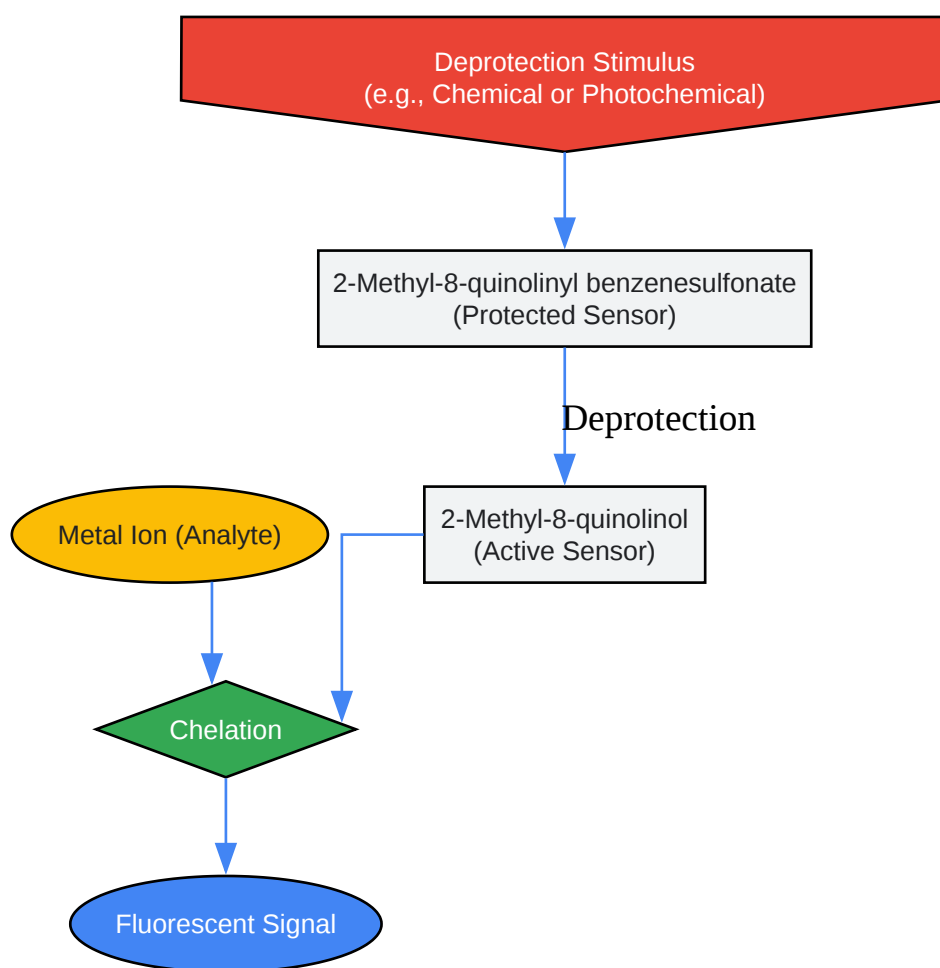 Deprotection Stimulus
(e.g., Chemical or Photochemical)
2-Methyl-8-quinolinyl benzenesulfonate
(Protected Sensor)
Deprotection
2-Methyl-8-quinolinol
(Active Sensor)
Metal Ion (Analyte)
Chelation
Fluorescent Signal